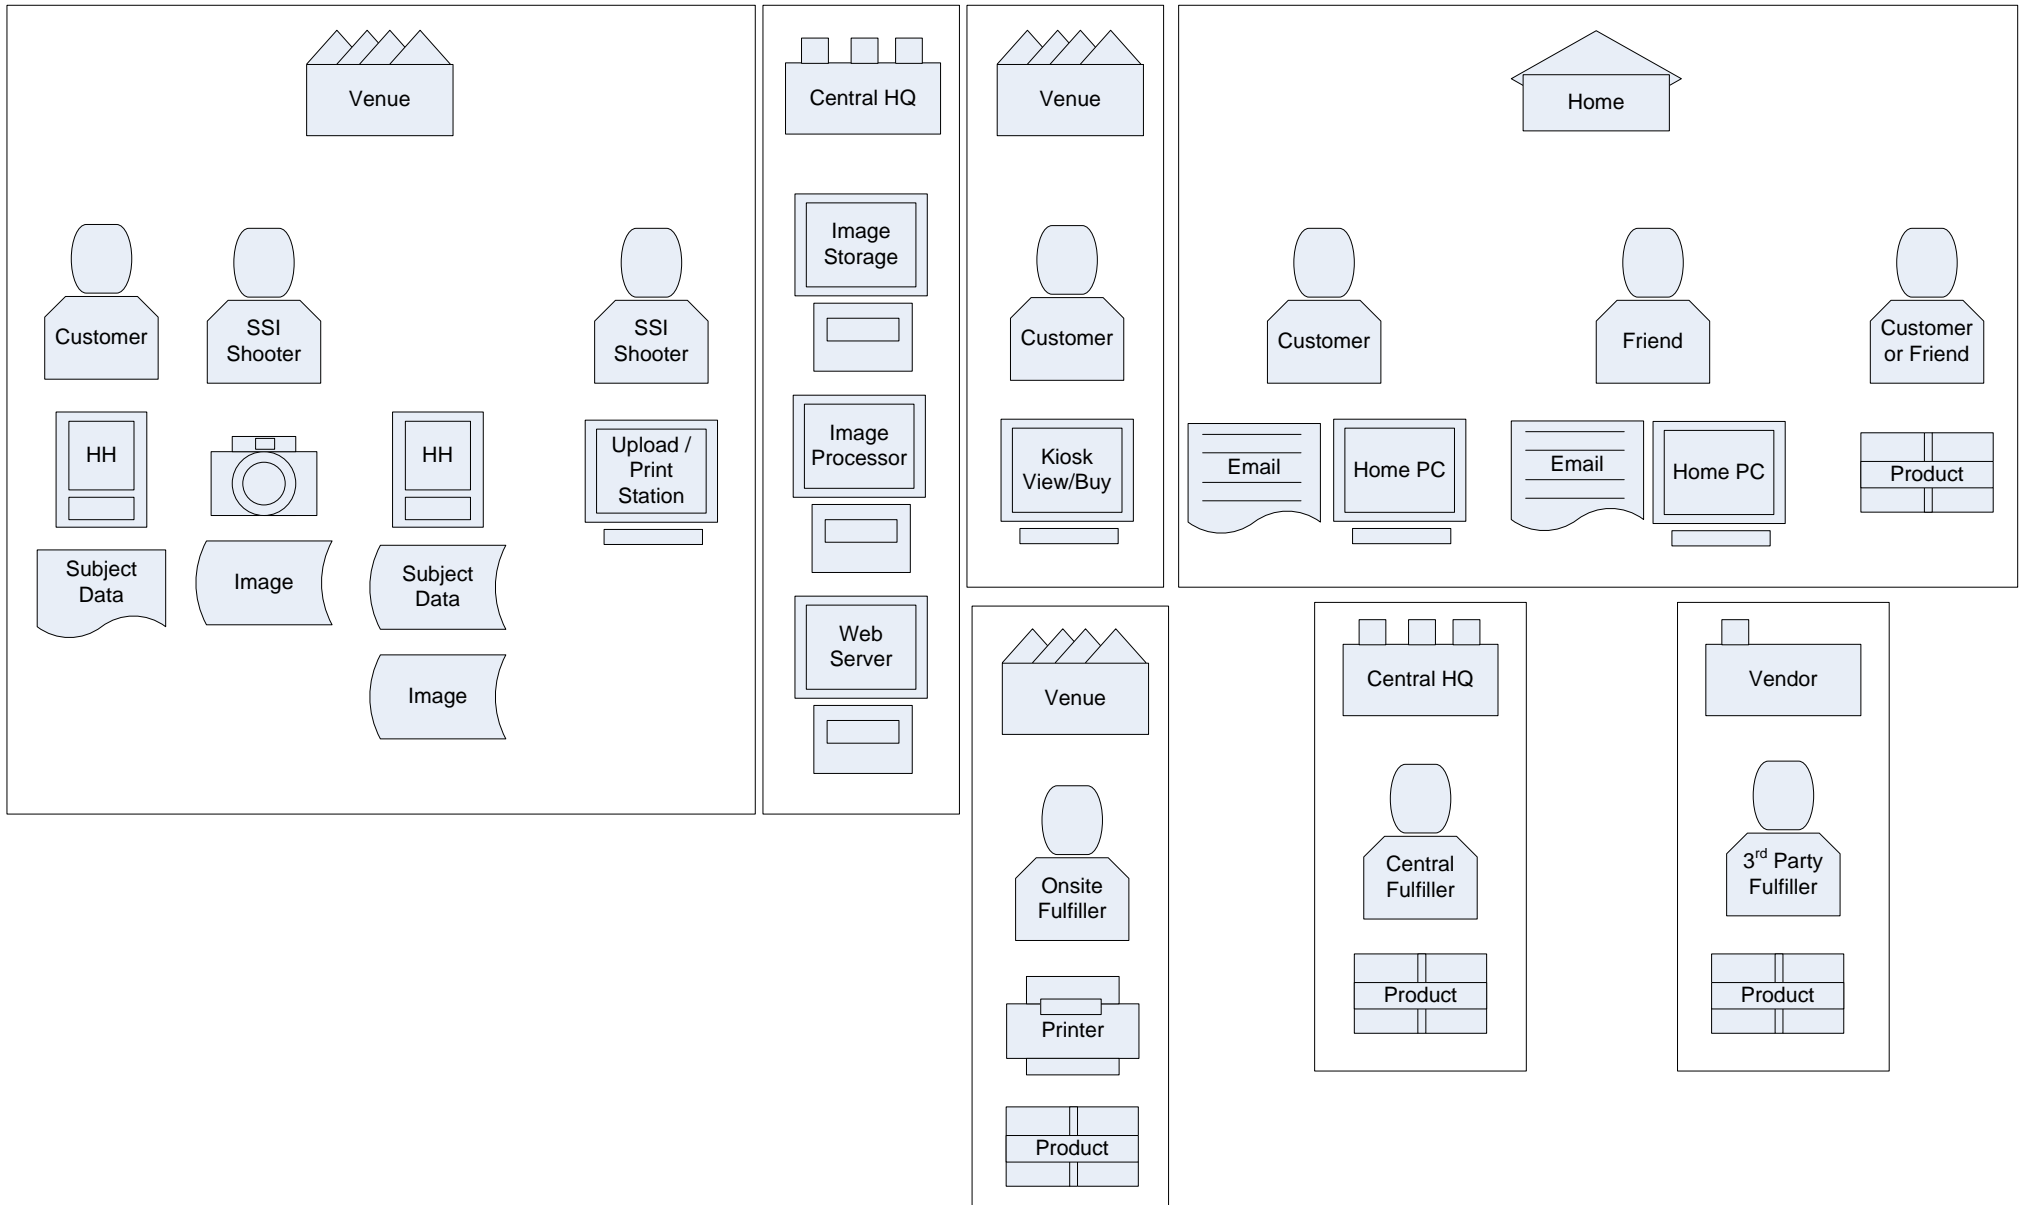 Venue
Customer
SSI
Shooter
SSI
Shooter
HH
HH
Upload /
Print
Station
Subject
Data
Image
Subject
Data
Image
Central HQ
Image
Storage
Image
Processor
Web
Server
Venue
Customer
Kiosk
View/Buy
Home
Customer
Friend
Customer
or Friend
Email
Home PC
Email
Home PC
Product
Venue
Onsite
Fulfiller
Printer
Product
Central HQ
Central
Fulfiller
Product
Vendor
3rd Party
Fulfiller
Product